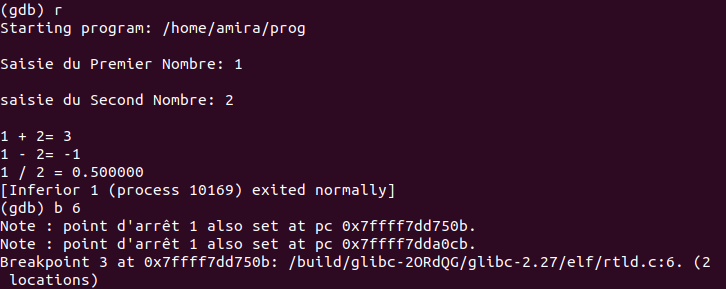 (gdb) r
Starting program: /home/amira/prog
Saisie du Premier Nombre: 1
saisie du Second Nombre: 2
1 + 2= 3
1 - 2= -1
1 / 2 = 0.500000
[Inferior 1 (process 10169) exited normally]
(gdb) b 6
Note : point d'arrêt 1 also set at pc 0x7ffff7dd750b.
Note : point d'arrêt 1 also set at pc 0x7ffff7dda0cb.
Breakpoint 3 at 0x7ffff7dd750b: /build/glibc-2ORdQG/glibc-2.27/elf/rtld.c:6. (2
 locations)